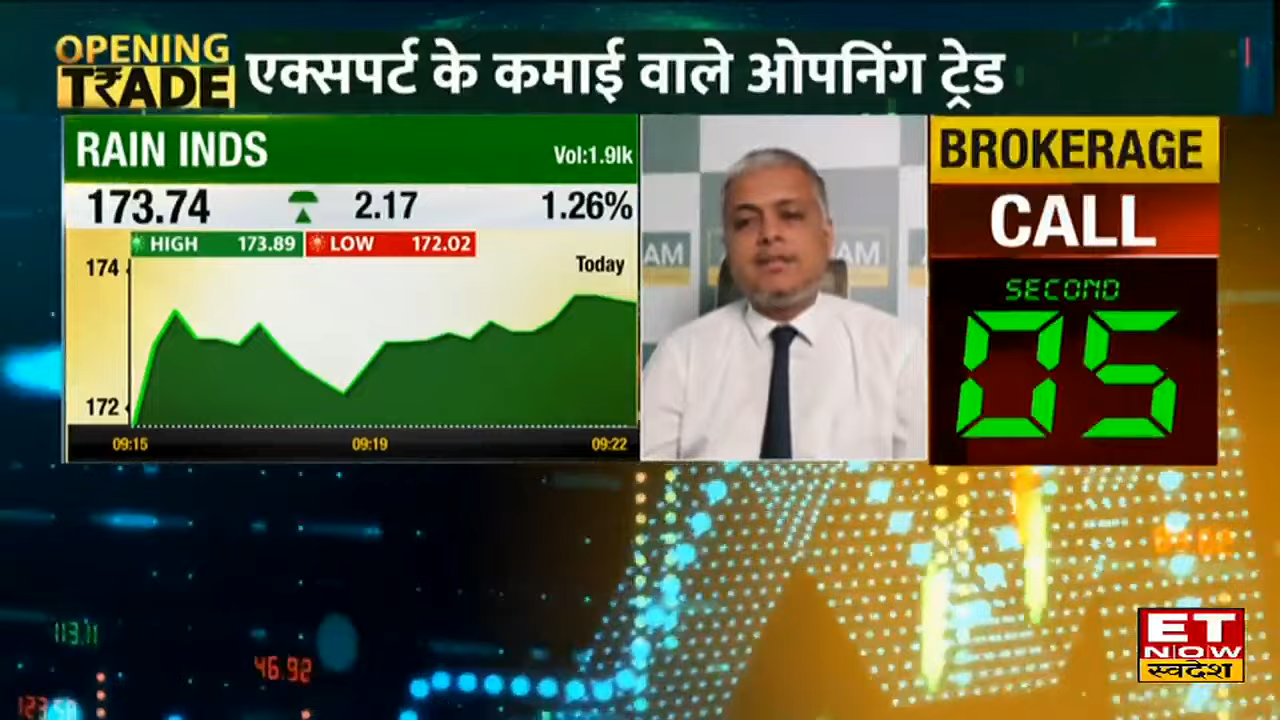 OPENING
TRADE
एक्सपर्ट के कमाई वाले ओपनिंग ट्रेड
RAIN INDS
Vol:1.9lk
173.74 2.17 1.26%
HIGH 173.89 LOW 172.02
Today
174
172
09:15 09:19 09:22
AM
AM
BROKERAGE
CALL
SECOND
05
113.11
46.92
ET
NOW
स्वदेश